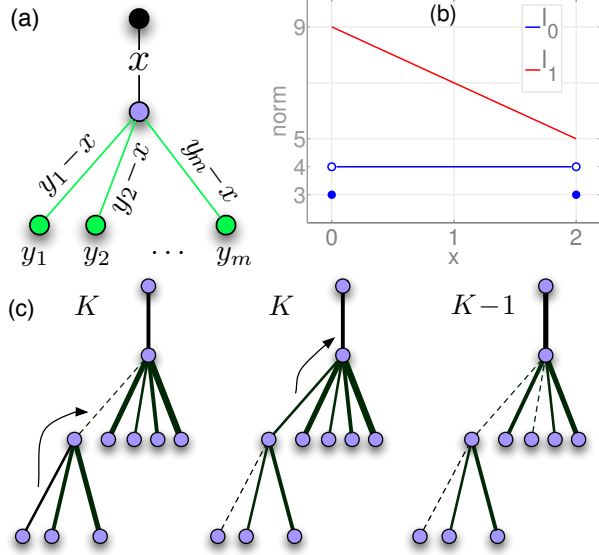 (a)
x
y₁−x
y₂−x
yₘ−x
y₁ y₂ ··· yₘ
(b)
l₀
l₁
norm
9
5
4
3
0 1 2
x
(c) K K K−1